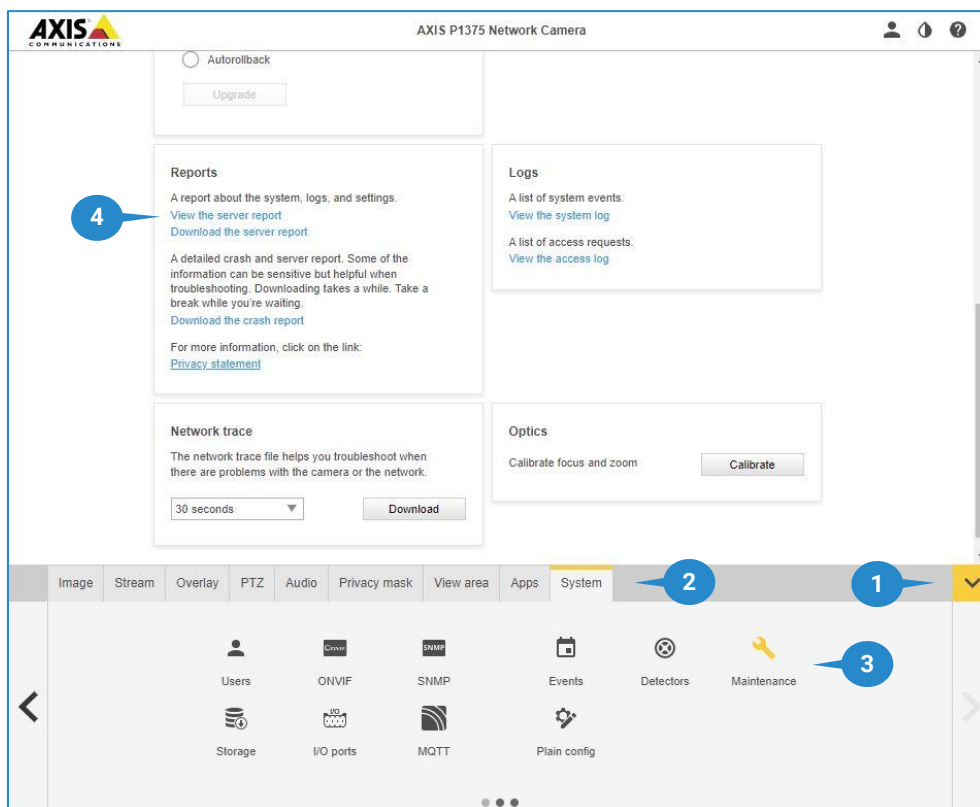 AXIS
COMMUNICATIONS
AXIS P1375 Network Camera
Autorollback
Upgrade
Reports
A report about the system, logs, and settings.
View the server report
Download the server report
A detailed crash and server report. Some of the
information can be sensitive but helpful when
troubleshooting. Downloading takes a while. Take a
break while you're waiting.
Download the crash report
For more information, click on the link:
Privacy statement
4
Logs
A list of system events.
View the system log
A list of access requests.
View the access log
Network trace
The network trace file helps you troubleshoot when
there are problems with the camera or the network.
30 seconds
Download
Optics
Calibrate focus and zoom
Calibrate
Image Stream Overlay PTZ Audio Privacy mask View area Apps System
2
1
SNMP
Users ONVIF SNMP Events Detectors Maintenance
3
I/O
Storage I/O ports MQTT Plain config